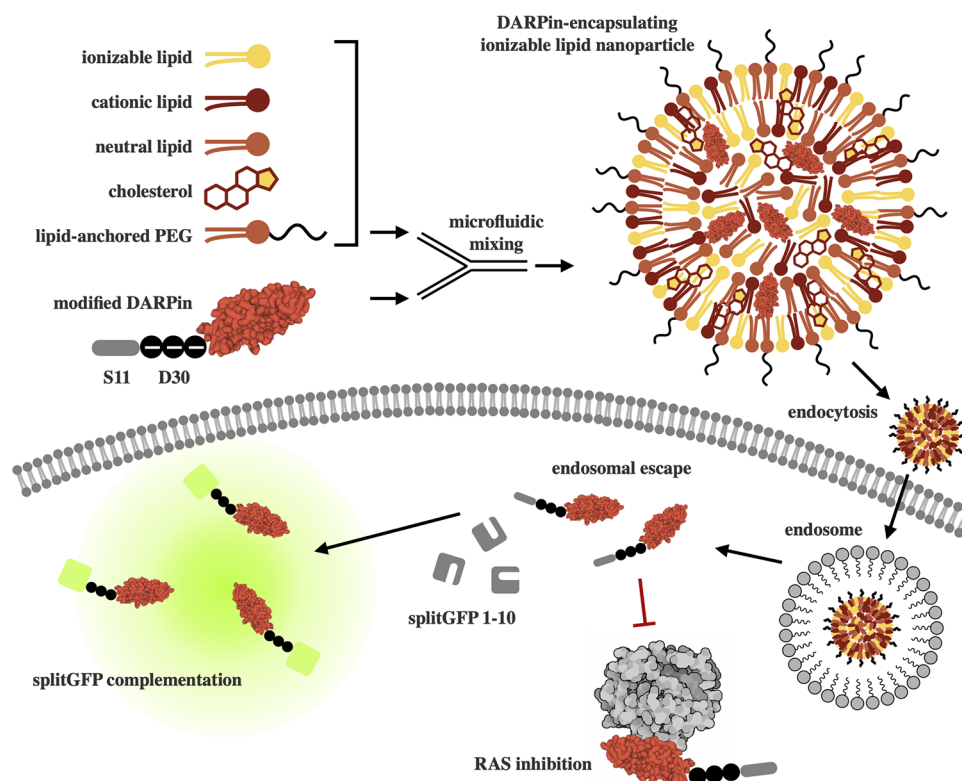 DARPin-encapsulating
ionizable lipid nanoparticle
ionizable lipid
cationic lipid
neutral lipid
cholesterol
lipid-anchored PEG
microfluidic
mixing
modified DARPin
S11 D30
endocytosis
endosomal escape
endosome
splitGFP 1-10
splitGFP complementation
RAS inhibition